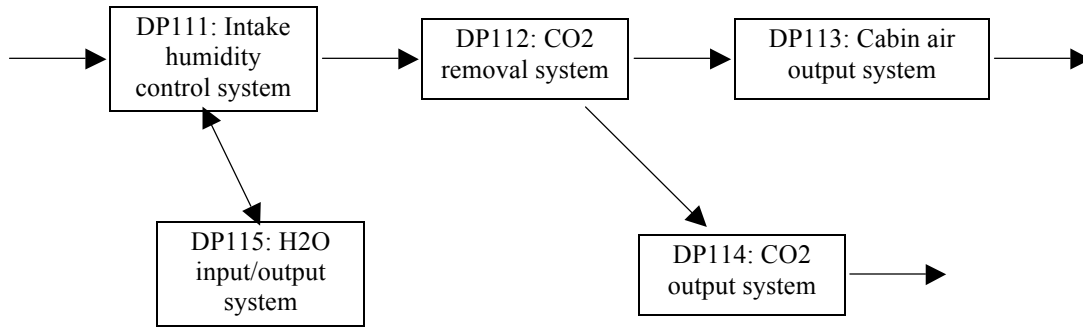 DP111: Intake
humidity
control system
DP112: CO2
removal system
DP113: Cabin air
output system
DP115: H2O
input/output
system
DP114: CO2
output system